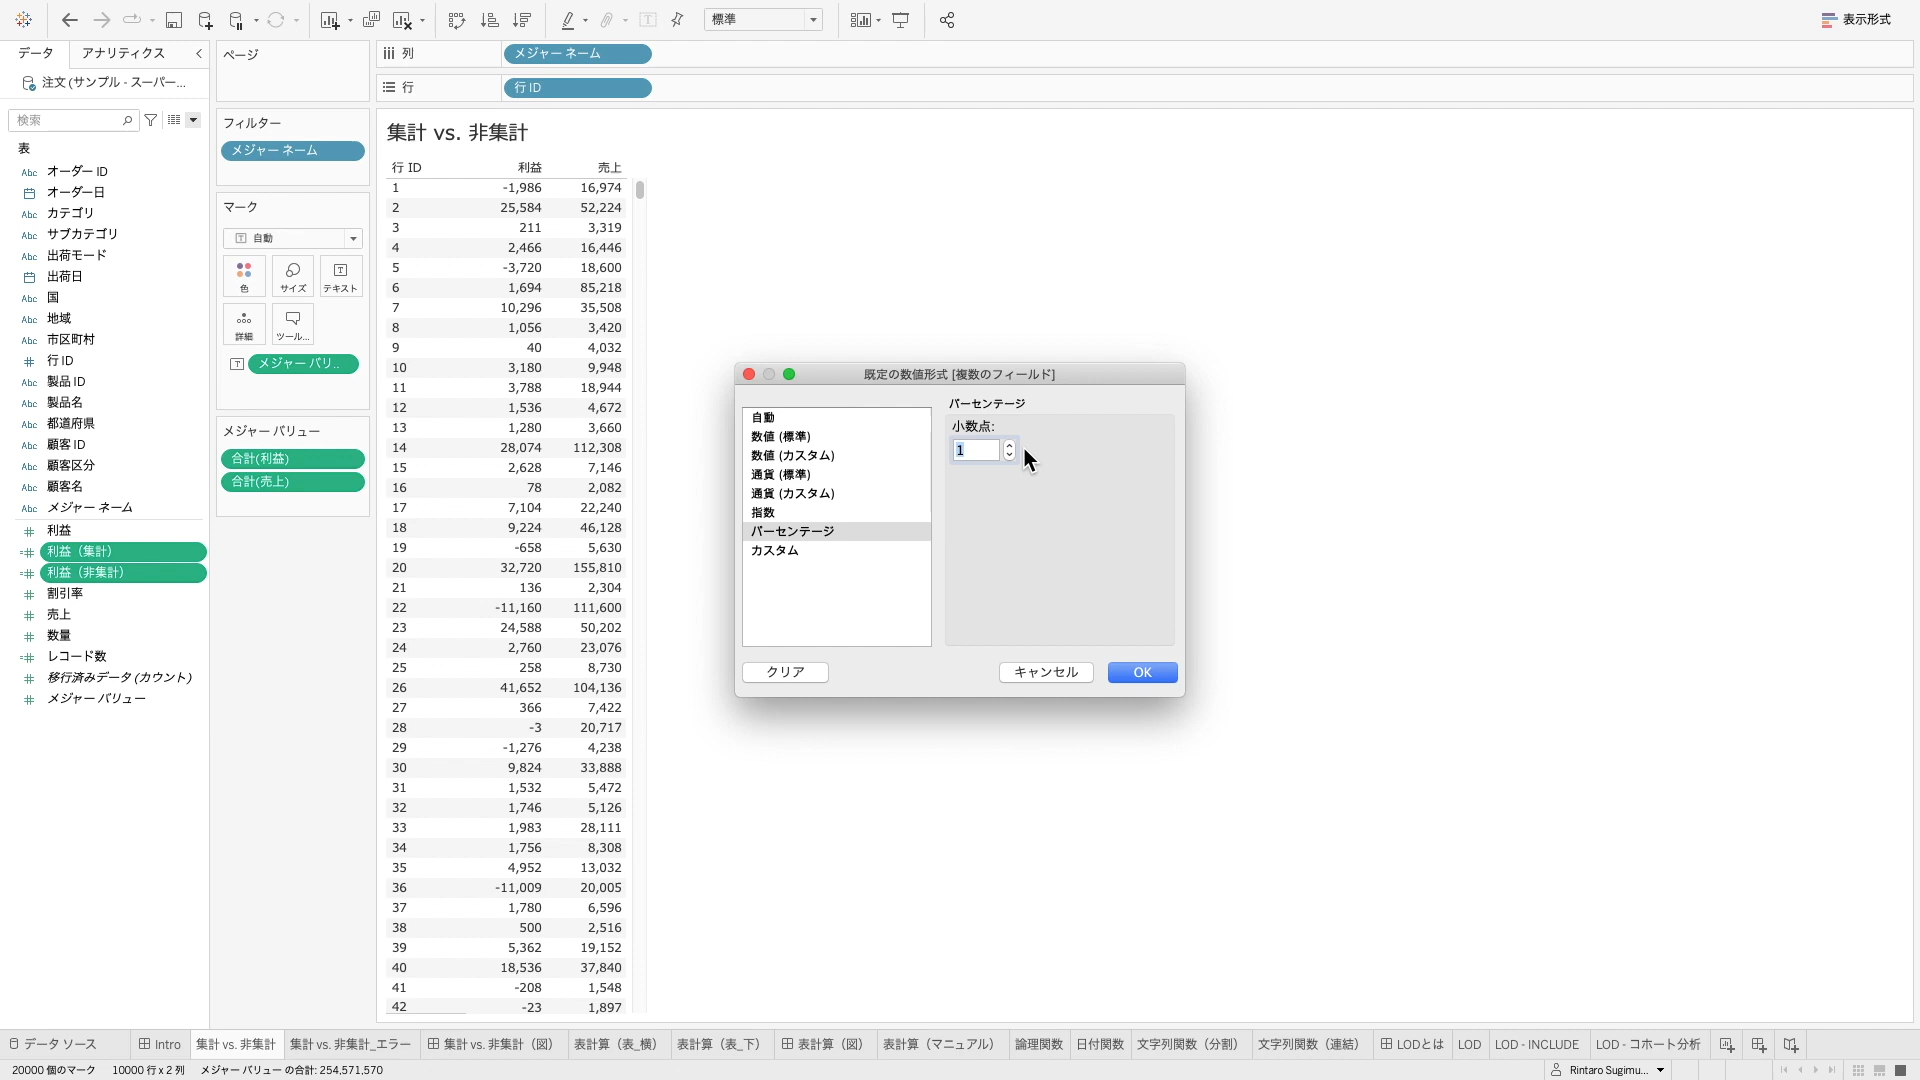 標準
表示形式
データ
アナリティクス
注文 (サンプル - スーパー...
検索
表
オーダー ID
オーダー日
カテゴリ
サブカテゴリ
出荷モード
出荷日
国
地域
市区町村
行 ID
製品 ID
製品名
都道府県
顧客 ID
顧客区分
顧客名
メジャー ネーム
利益
利益（集計）
利益（非集計）
割引率
売上
数量
レコード数
移行済みデータ (カウント)
メジャー バリュー
ページ
フィルター
メジャー ネーム
マーク
自動
色
サイズ
テキスト
詳細
ツール...
メジャー バリ..
メジャー バリュー
合計(利益)
合計(売上)
列
メジャー ネーム
行
行 ID
集計 vs. 非集計
行 ID 利益 売上
1 -1,986 16,974
2 25,584 52,224
3 211 3,319
4 2,466 16,446
5 -3,720 18,600
6 1,694 85,218
7 10,296 35,508
8 1,056 3,420
9 40 4,032
10 3,180 9,948
11 3,788 18,944
12 1,536 4,672
13 1,280 3,660
14 28,074 112,308
15 2,628 7,146
16 78 2,082
17 7,104 22,240
18 9,224 46,128
19 -658 5,630
20 32,720 155,810
21 136 2,304
22 -11,160 111,600
23 24,588 50,202
24 2,760 23,076
25 258 8,730
26 41,652 104,136
27 366 7,422
28 -3 20,717
29 -1,276 4,238
30 9,824 33,888
31 1,532 5,472
32 1,746 5,126
33 1,983 28,111
34 1,756 8,308
35 4,952 13,032
36 -11,009 20,005
37 1,780 6,596
38 500 2,516
39 5,362 19,152
40 18,536 37,840
41 -208 1,548
42 -23 1,897
既定の数値形式 [複数のフィールド]
自動
数値 (標準)
数値 (カスタム)
通貨 (標準)
通貨 (カスタム)
指数
パーセンテージ
カスタム
パーセンテージ
小数点:
1
クリア
キャンセル
OK
データ ソース
Intro
集計 vs. 非集計
集計 vs. 非集計_エラー
集計 vs. 非集計（図）
表計算（表_横）
表計算（表_下）
表計算（図）
表計算（マニュアル）
論理関数
日付関数
文字列関数（分割）
文字列関数（連結）
LODとは
LOD
LOD - INCLUDE
LOD - コホート分析
20000 個のマーク
10000 行 x 2 列
メジャー バリュー の合計: 254,571,570
Rintaro Sugimu...